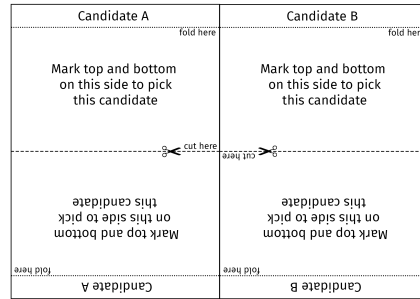 Candidate A
fold here
Mark top and bottom
on this side to pick
this candidate
cut here
Mark top and bottom
on this side to pick
this candidate
fold here
Candidate A
Candidate B
fold here
Mark top and bottom
on this side to pick
this candidate
cut here
Mark top and bottom
on this side to pick
this candidate
fold here
Candidate B